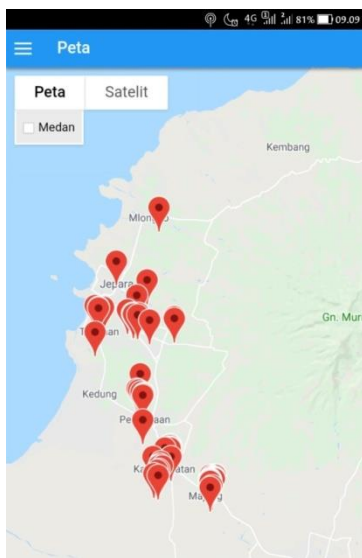 4G 81% 09.09
Peta
Peta Satelit
Medan
Kembang
Jepara
Gn. Mur
Kedung